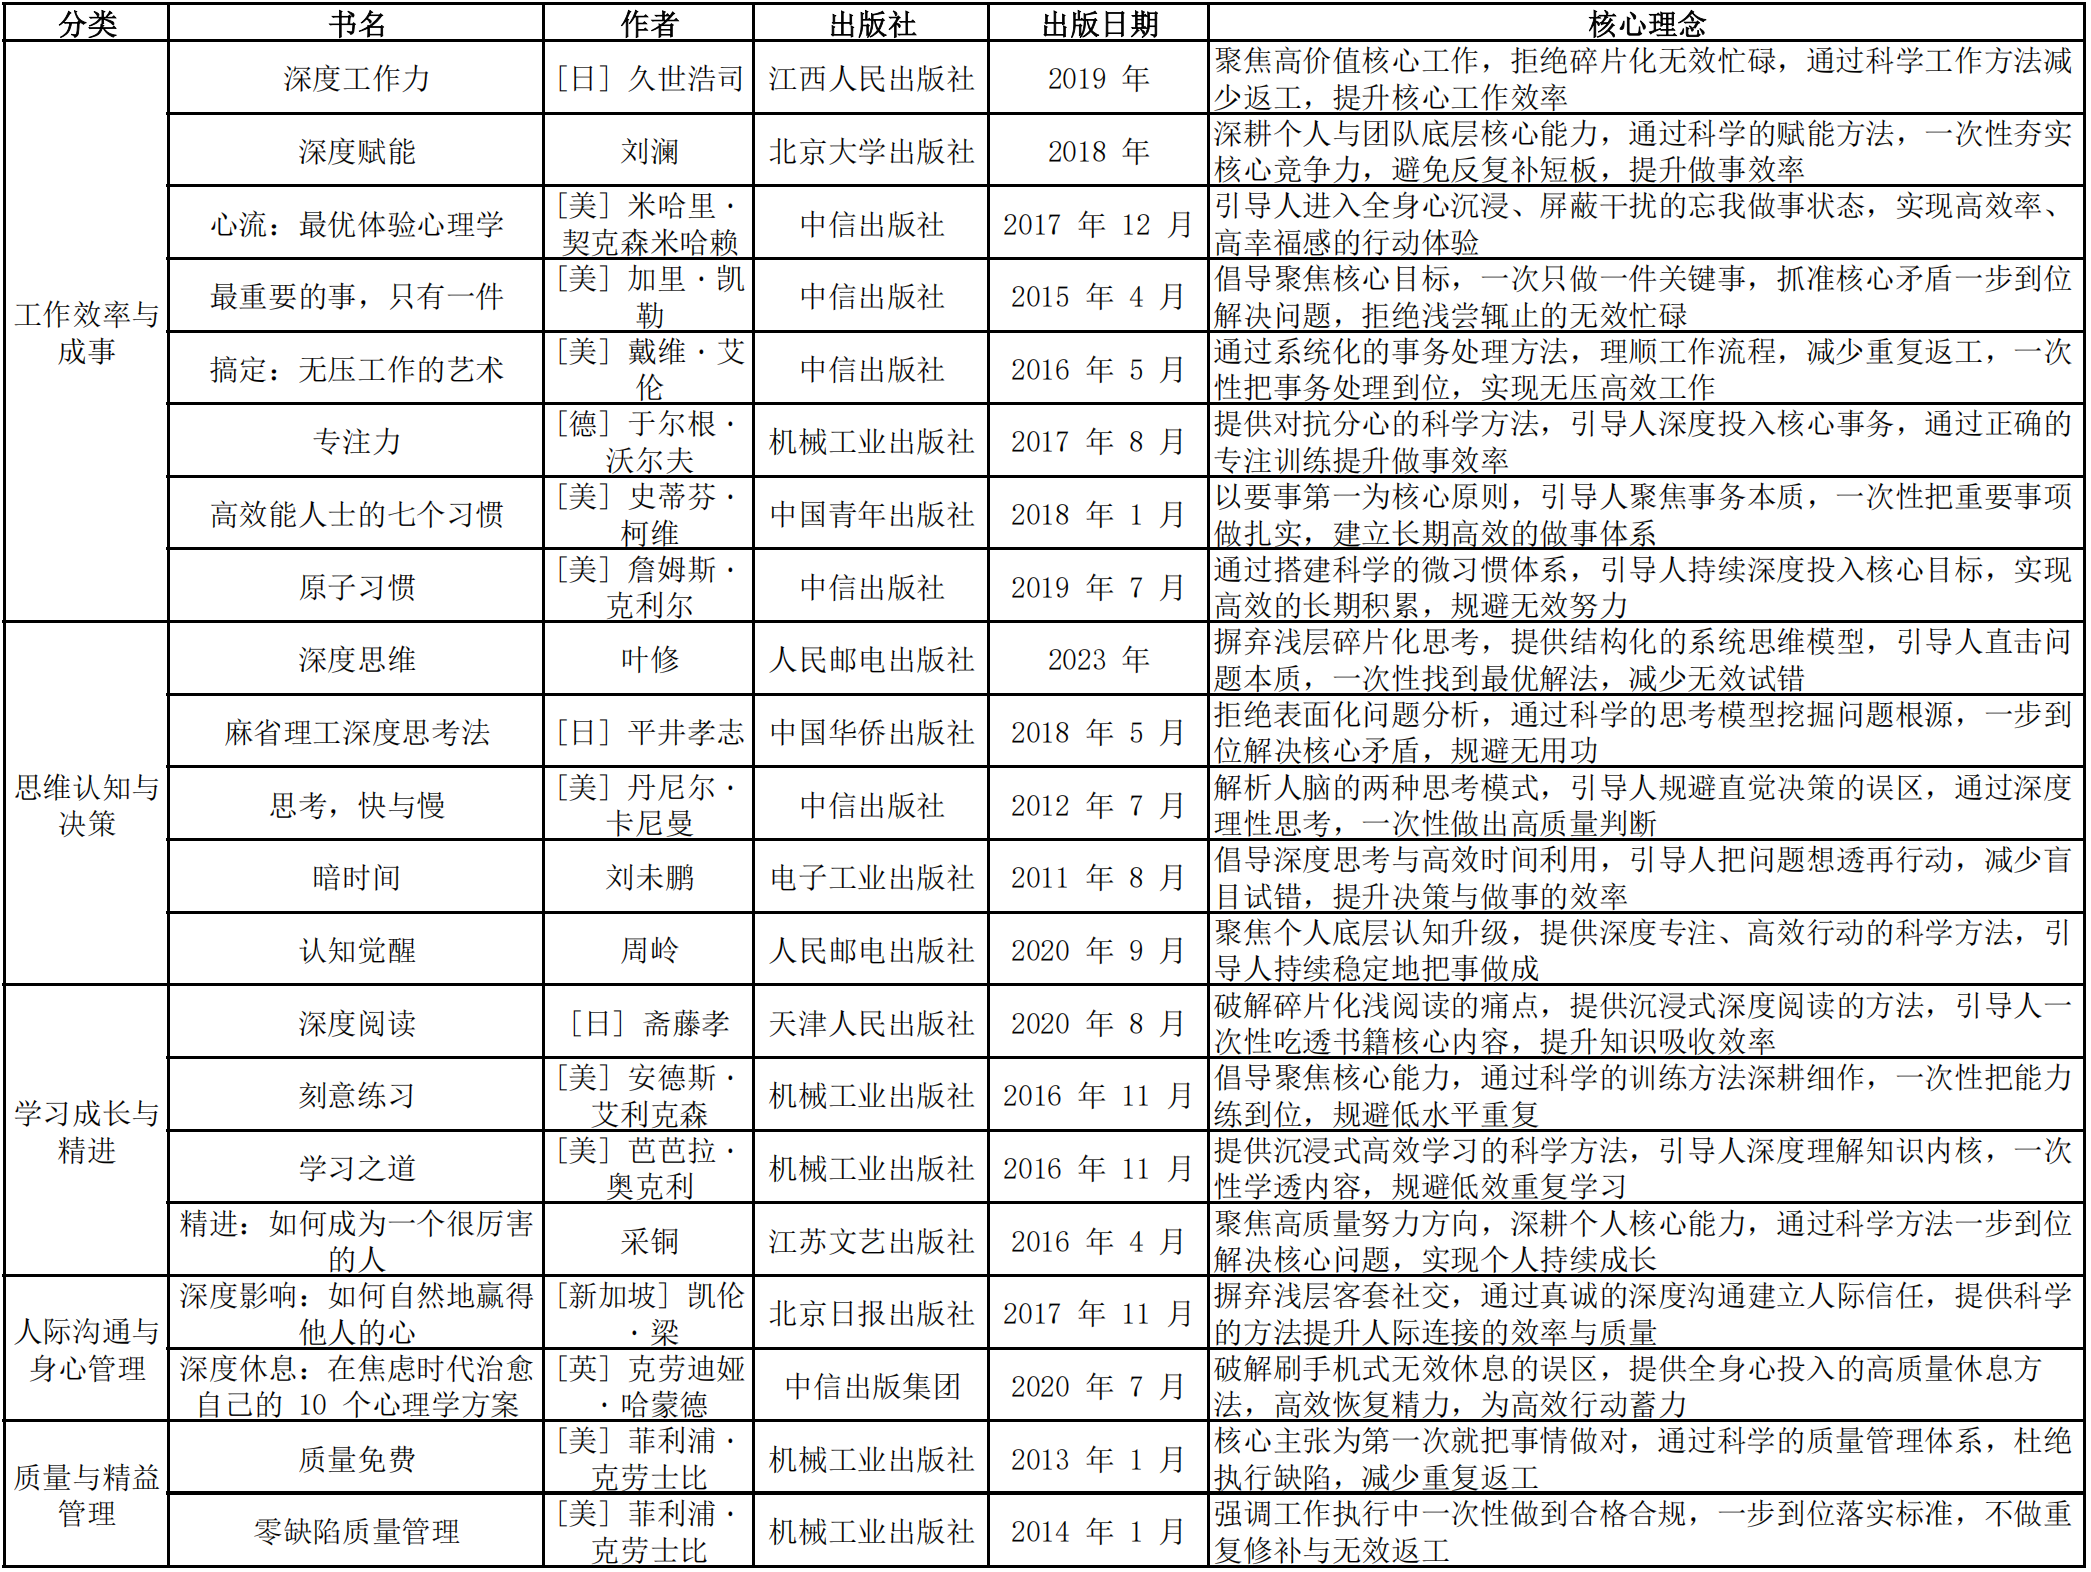 分类 书名 作者 出版社 出版日期 核心理念
工作效率与
成事
深度工作力 [日] 久世浩司 江西人民出版社 2019 年 聚焦高价值核心工作，拒绝碎片化无效忙碌，通过科学工作方法减
少返工，提升核心工作效率
深度赋能 刘澜 北京大学出版社 2018 年 深耕个人与团队底层核心能力，通过科学的赋能方法，一次性夯实
核心竞争力，避免反复补短板，提升做事效率
心流：最优体验心理学 [美] 米哈里·
契克森米哈赖 中信出版社 2017 年 12 月 引导人进入全身心沉浸、屏蔽干扰的忘我做事状态，实现高效率、
高幸福感的行动体验
最重要的事，只有一件 [美] 加里·凯
勒 中信出版社 2015 年 4 月 倡导聚焦核心目标，一次只做一件关键事，抓准核心矛盾一步到位
解决问题，拒绝浅尝辄止的无效忙碌
搞定：无压工作的艺术 [美] 戴维·艾
伦 中信出版社 2016 年 5 月 通过系统化的事务处理方法，理顺工作流程，减少重复返工，一次
性把事务处理到位，实现无压高效工作
专注力 [德] 于尔根·
沃尔夫 机械工业出版社 2017 年 8 月 提供对抗分心的科学方法，引导人深度投入核心事务，通过正确的
专注训练提升做事效率
高效能人士的七个习惯 [美] 史蒂芬·
柯维 中国青年出版社 2018 年 1 月 以要事第一为核心原则，引导人聚焦事务本质，一次性把重要事项
做扎实，建立长期高效的做事体系
原子习惯 [美] 詹姆斯·
克利尔 中信出版社 2019 年 7 月 通过搭建科学的微习惯体系，引导人持续深度投入核心目标，实现
高效的长期积累，规避无效努力
思维认知与
决策
深度思维 叶修 人民邮电出版社 2023 年 摒弃浅层碎片化思考，提供结构化的系统思维模型，引导人直击问
题本质，一次性找到最优解法，减少无效试错
麻省理工深度思考法 [日] 平井孝志 中国华侨出版社 2018 年 5 月 拒绝表面化问题分析，通过科学的思考模型挖掘问题根源，一步到
位解决核心矛盾，规避无用功
思考，快与慢 [美] 丹尼尔·
卡尼曼 中信出版社 2012 年 7 月 解析人脑的两种思考模式，引导人规避直觉决策的误区，通过深度
理性思考，一次性做出高质量判断
暗时间 刘未鹏 电子工业出版社 2011 年 8 月 倡导深度思考与高效时间利用，引导人把问题想透再行动，减少盲
目试错，提升决策与做事的效率
认知觉醒 周岭 人民邮电出版社 2020 年 9 月 聚焦个人底层认知升级，提供深度专注、高效行动的科学方法，引
导人持续稳定地把事做成
学习成长与
精进
深度阅读 [日] 斋藤孝 天津人民出版社 2020 年 8 月 破解碎片化浅阅读的痛点，提供沉浸式深度阅读的方法，引导人一
次性吃透书籍核心内容，提升知识吸收效率
刻意练习 [美] 安德斯·
艾利克森 机械工业出版社 2016 年 11 月 倡导聚焦核心能力，通过科学的训练方法深耕细作，一次性把能力
练到位，规避低水平重复
学习之道 [美] 芭芭拉·
奥克利 机械工业出版社 2016 年 11 月 提供沉浸式高效学习的科学方法，引导人深度理解知识内核，一次
性学透内容，规避低效重复学习
精进：如何成为一个很厉害
的人 采铜 江苏文艺出版社 2016 年 4 月 聚焦高质量努力方向，深耕个人核心能力，通过科学方法一步到位
解决核心问题，实现个人持续成长
人际沟通与
身心管理
深度影响：如何自然地赢得
他人的心 [新加坡] 凯伦
·梁 北京日报出版社 2017 年 11 月 摒弃浅层客套社交，通过真诚的深度沟通建立人际信任，提供科学
的方法提升人际连接的效率与质量
深度休息：在焦虑时代治愈
自己的 10 个心理学方案 [英] 克劳迪娅
·哈蒙德 中信出版集团 2020 年 7 月 破解刷手机式无效休息的误区，提供全身心投入的高质量休息方
法，高效恢复精力，为高效行动蓄力
质量与精益
管理
质量免费 [美] 菲利浦·
克劳士比 机械工业出版社 2013 年 1 月 核心主张为第一次就把事情做对，通过科学的质量管理体系，杜绝
执行缺陷，减少重复返工
零缺陷质量管理 [美] 菲利浦·
克劳士比 机械工业出版社 2014 年 1 月 强调工作执行中一次性做到合格合规，一步到位落实标准，不做重
复修补与无效返工